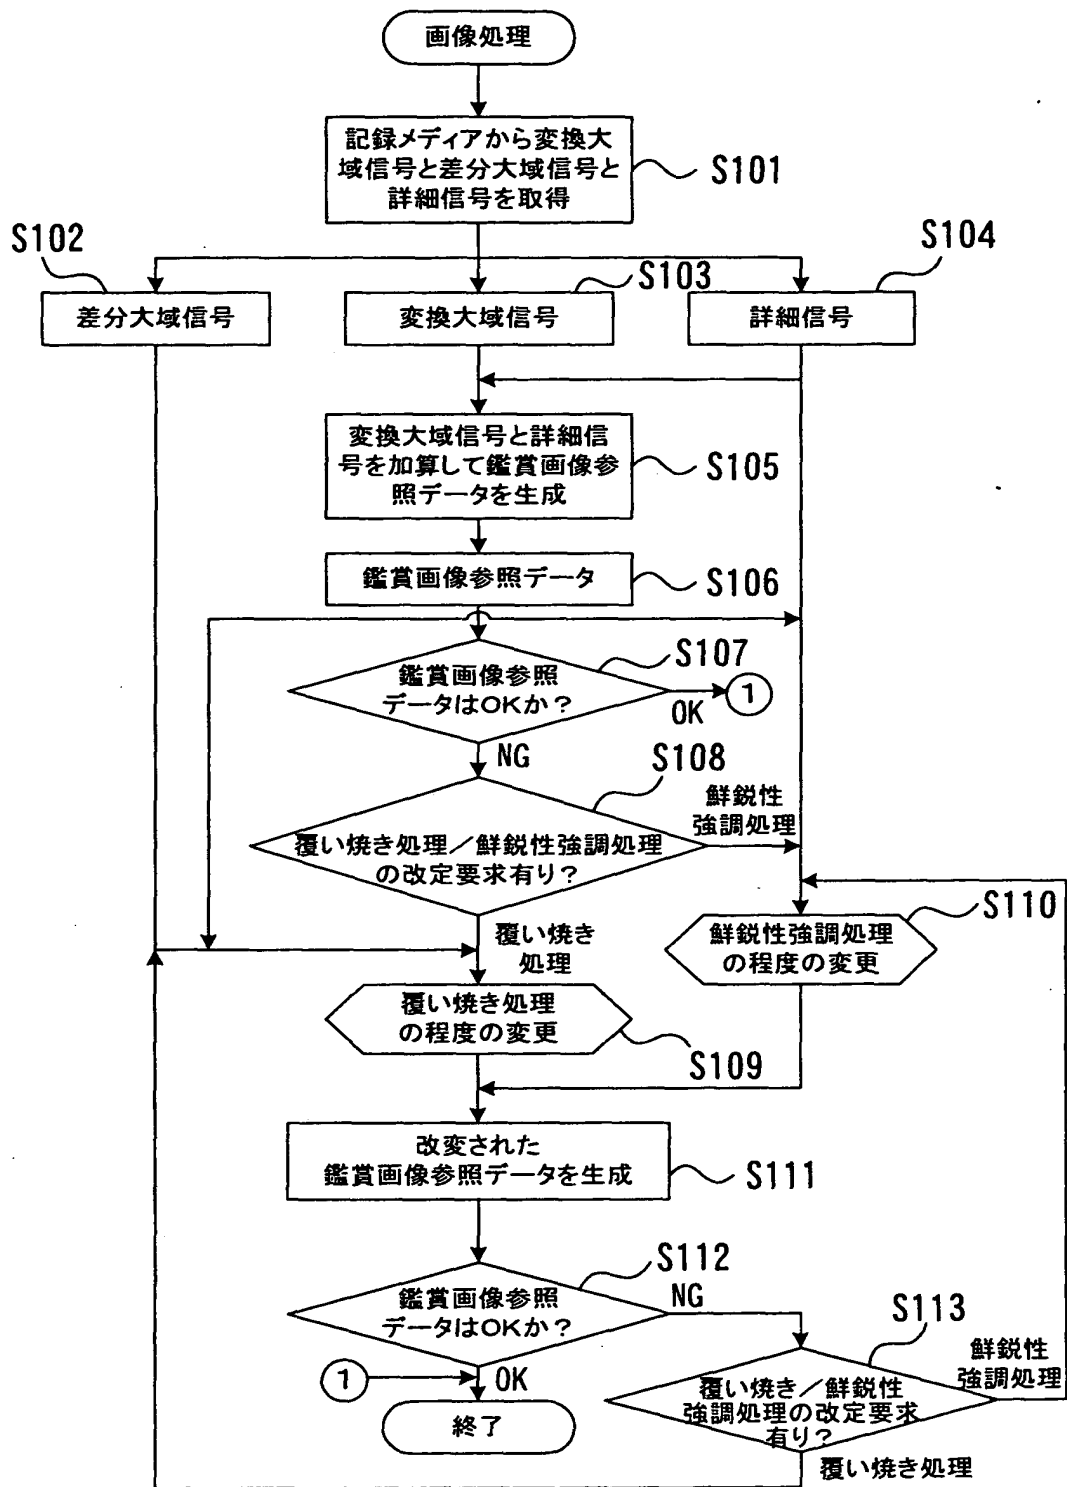 画像処理
記録メディアから変換大
域信号と差分大域信号と
詳細信号を取得
S101
S102
差分大域信号
S103
変換大域信号
S104
詳細信号
変換大域信号と詳細信
号を加算して鑑賞画像参
照データを生成
S105
鑑賞画像参照データ
S106
鑑賞画像参照
データはOKか？
S107
OK
1
NG
S108
覆い焼き処理／鮮鋭性強調処理
の改定要求有り？
鮮鋭性
強調処理
覆い焼き
処理
鮮鋭性強調処理
の程度の変更
S110
覆い焼き処理
の程度の変更
S109
改変された
鑑賞画像参照データを生成
S111
鑑賞画像参照
データはOKか？
S112
NG
1
OK
終了
S113
覆い焼き／鮮鋭性
強調処理の改定要求
有り？
鮮鋭性
強調処理
覆い焼き処理